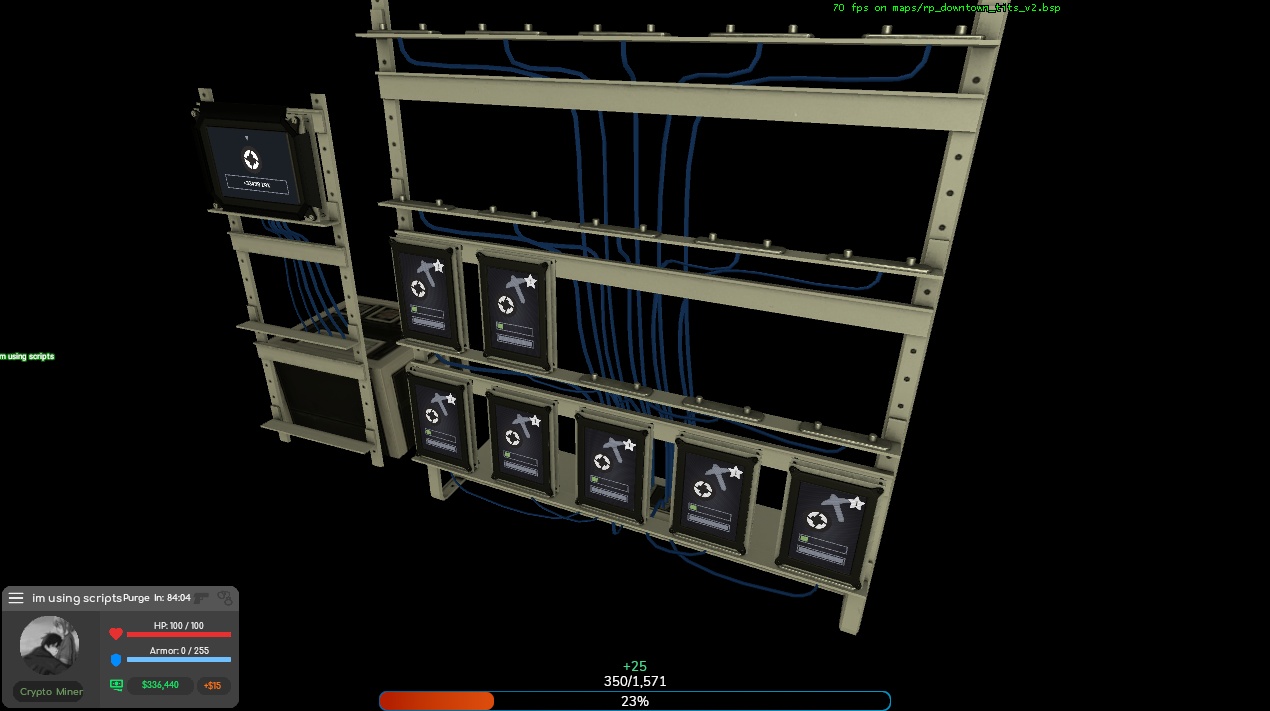 70 fps on maps/rp_downtown_tits_v2.bsp
im using scripts
im using scripts Purge In: 84:04
HP: 100 / 100
Armor: 0 / 255
$336,440 +$15
Crypto Miner
+25
350/1,571
23%